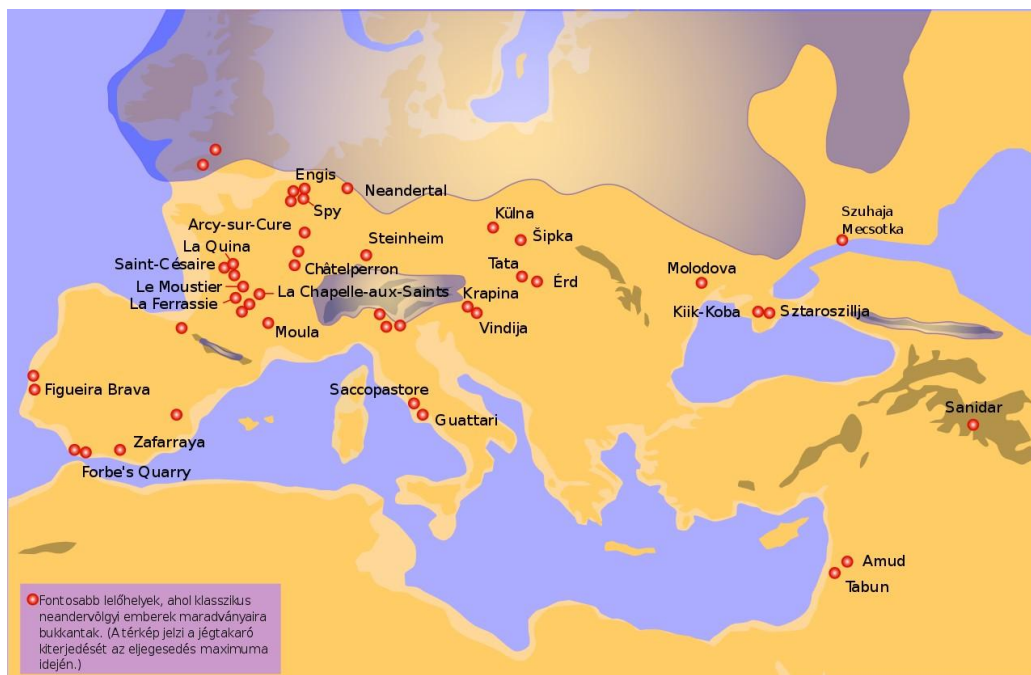 Engis
Neandertal
Spy
Arcy-sur-Cure
Külna
Szuhaja
Mecsotka
Šipka
Steinheim
La Quina
Saint-Césaire
Châtelperron
Tata
Érd
Molodova
Le Moustier
La Chapelle-aux-Saints
La Ferrassie
Krapina
Kiik-Koba
Sztaroszillja
Moula
Vindija
Figueira Brava
Saccopastore
Guattari
Sanidar
Zafarraya
Forbe's Quarry
Amud
Tabun
Fontosabb lelőhelyek, ahol klasszikus
neandervölgyi emberek maradványaira
bukkantak. (A térkép jelzi a jégtakaró
kiterjedését az eljegesedés maximuma
idején.)